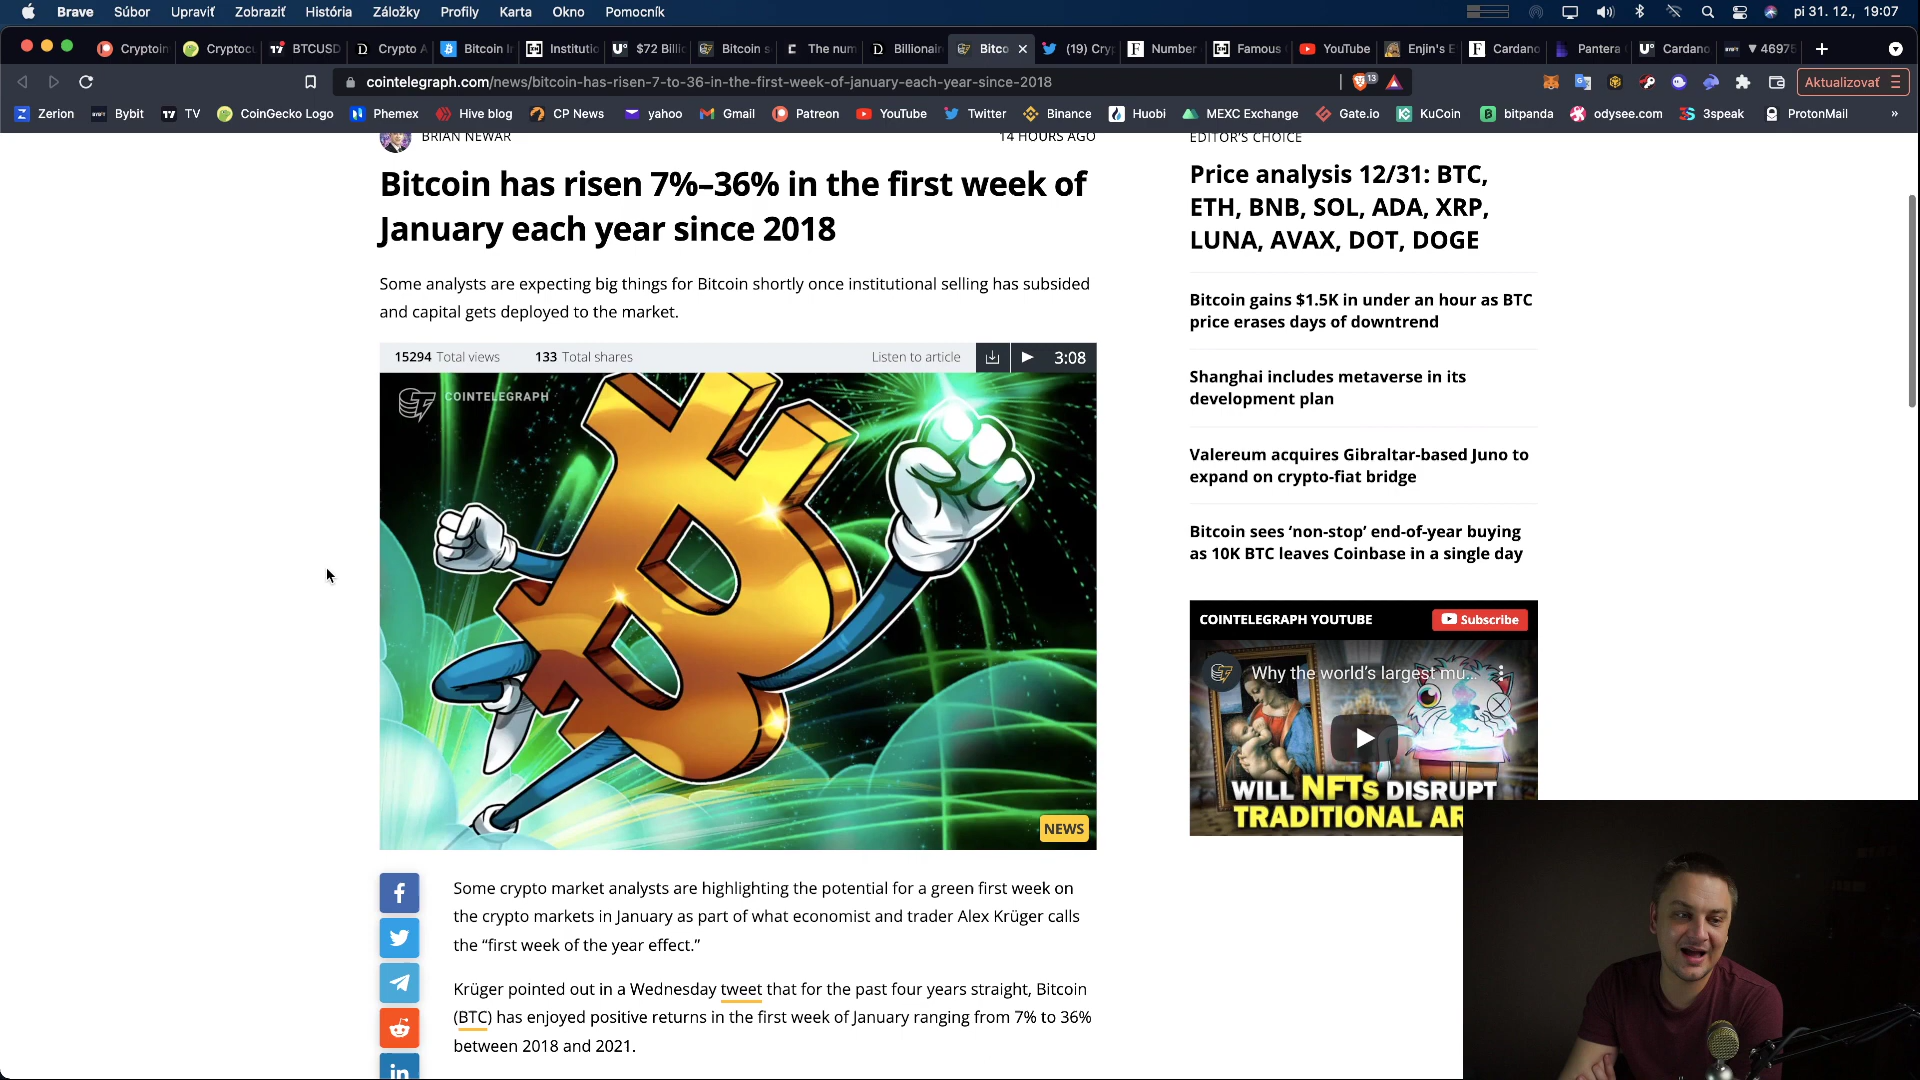 Brave Súbor Upraviť Zobraziť História Záložky Profily Karta Okno Pomocník pi 31. 12., 19:07
Cryptoin Cryptocu BTCUSD Crypto A Bitcoin Ir Institutio $72 Billio Bitcoin s The num Billionair Bitco (19) Cryp Number Famous YouTube Enjin's E Cardano Pantera Cardano 46975
cointelegraph.com/news/bitcoin-has-risen-7-to-36-in-the-first-week-of-january-each-year-since-2018 13 Aktualizovať
Zerion Bybit TV CoinGecko Logo Phemex Hive blog CP News yahoo Gmail Patreon YouTube Twitter Binance Huobi MEXC Exchange Gate.io KuCoin bitpanda odysee.com 3speak ProtonMail »
BRIAN NEWAR 14 HOURS AGO
Bitcoin has risen 7%–36% in the first week of
January each year since 2018
Some analysts are expecting big things for Bitcoin shortly once institutional selling has subsided
and capital gets deployed to the market.
15294 Total views 133 Total shares Listen to article 3:08
COINTELEGRAPH
NEWS
Some crypto market analysts are highlighting the potential for a green first week on
the crypto markets in January as part of what economist and trader Alex Krüger calls
the “first week of the year effect.”
Krüger pointed out in a Wednesday tweet that for the past four years straight, Bitcoin
(BTC) has enjoyed positive returns in the first week of January ranging from 7% to 36%
between 2018 and 2021.
EDITOR'S CHOICE
Price analysis 12/31: BTC,
ETH, BNB, SOL, ADA, XRP,
LUNA, AVAX, DOT, DOGE
Bitcoin gains $1.5K in under an hour as BTC
price erases days of downtrend
Shanghai includes metaverse in its
development plan
Valereum acquires Gibraltar-based Juno to
expand on crypto-fiat bridge
Bitcoin sees ‘non-stop’ end-of-year buying
as 10K BTC leaves Coinbase in a single day
COINTELEGRAPH YOUTUBE Subscribe
Why the world's largest mu...
WILL NFTs DISRUPT
TRADITIONAL AR